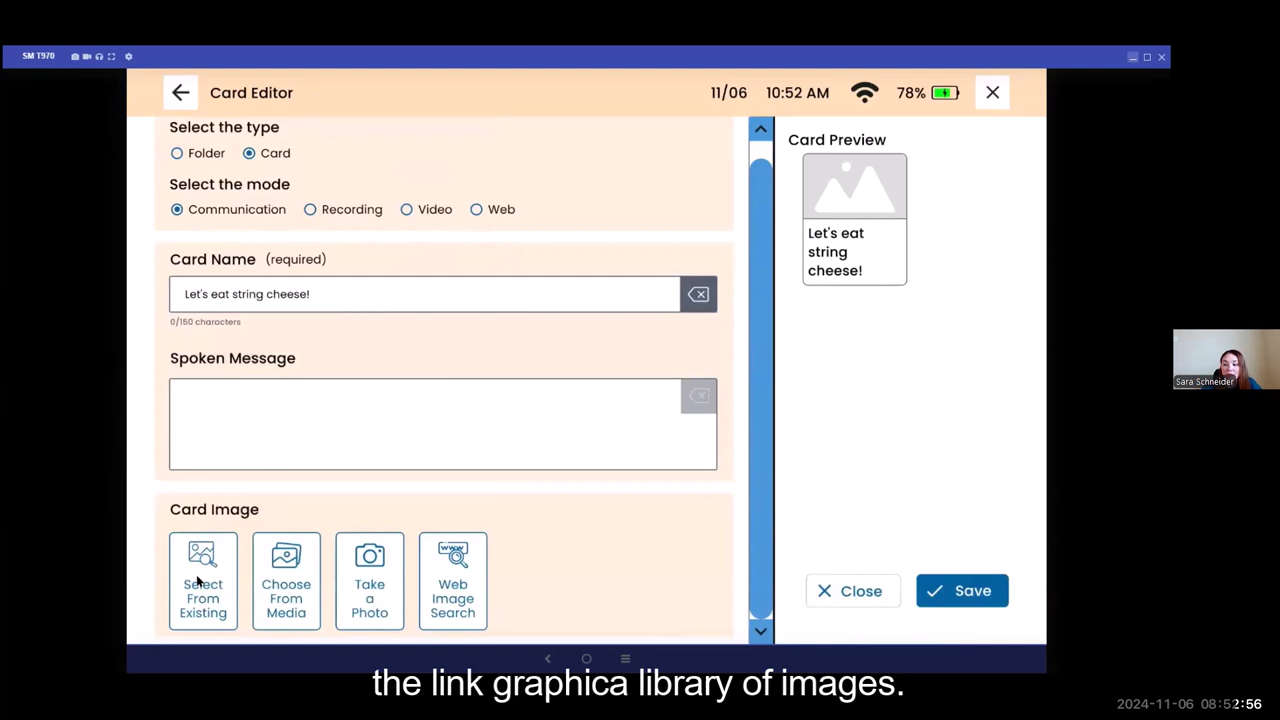 SM T970
Card Editor
11/06 10:52 AM 78%
Select the type
Folder Card
Select the mode
Communication Recording Video Web
Card Name (required)
Let's eat string cheese!
0/150 characters
Spoken Message
Card Image
Select
From
Existing
Choose
From
Media
Take
a
Photo
www
Web
Image
Search
Card Preview
Let's eat
string
cheese!
Close Save
Sara Schneider
the link graphica library of images.
2024-11-06 08:52:56